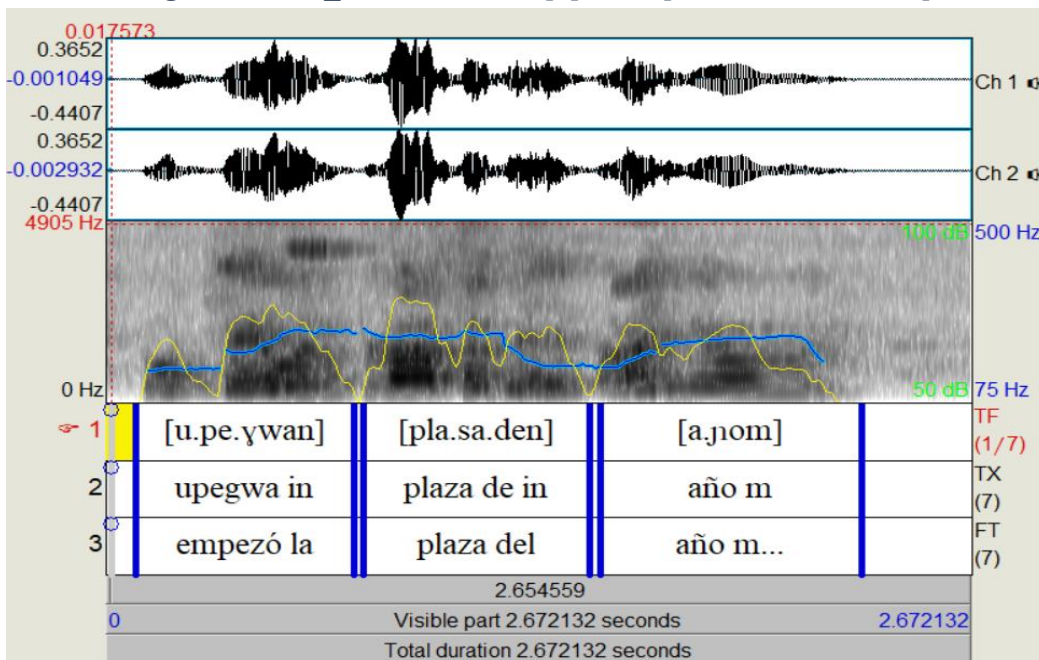 0.017573
0.3652
-0.001049
-0.4407
Ch 1
0.3652
-0.002932
-0.4407
Ch 2
4905 Hz
100 dB
500 Hz
0 Hz
50 dB
75 Hz
1 [u.pe.ɣwan] [pla.sa.den] [a.ɲom] TF (1/7)
2 upegwa in plaza de in año m TX (7)
3 empezó la plaza del año m... FT (7)
2.654559
0 Visible part 2.672132 seconds 2.672132
Total duration 2.672132 seconds